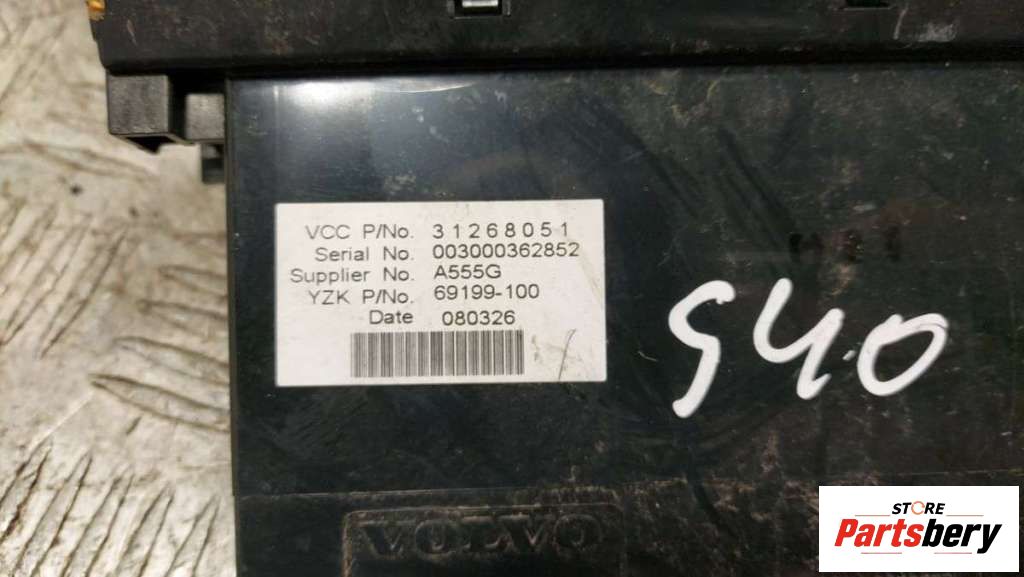 VCC P/No. 31268051
Serial No. 003000362852
Supplier No. A555G
YZK P/No. 69199-100
Date 080326
S40
VOLVO
STORE
Partsbery